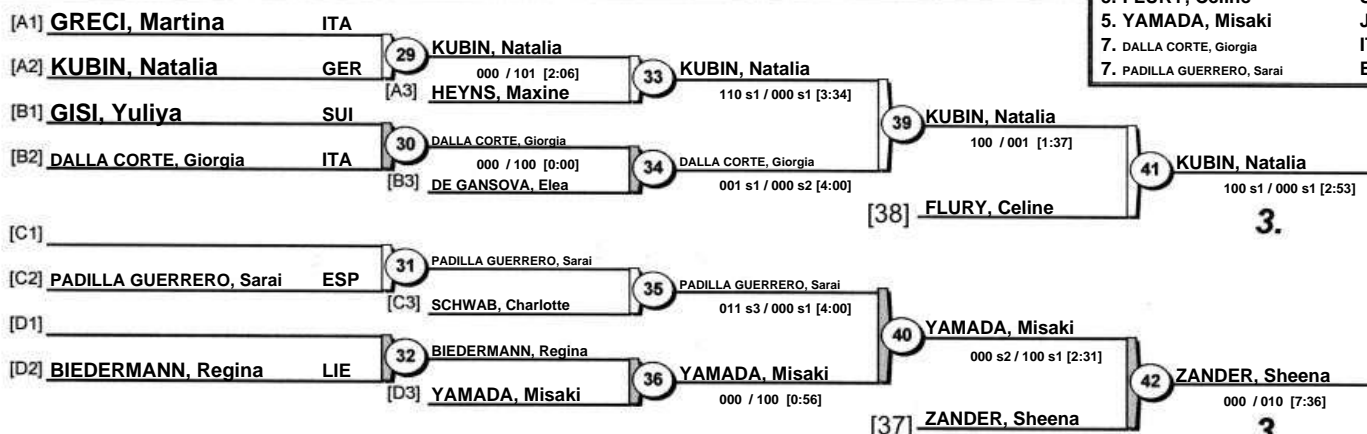 5. YAMADA, Misaki J
7. DALLA CORTE, Giorgia
7. PADILLA GUERRERO, Sarai
[A1] GRECI, Martina ITA
29
KUBIN, Natalia
[A2] KUBIN, Natalia GER
000 / 101 [2:06]
33
KUBIN, Natalia
[A3] HEYNS, Maxine
110 s1 / 000 s1 [3:34]
[B1] GISI, Yuliya SUI
39
KUBIN, Natalia
30
DALLA CORTE, Giorgia
100 / 001 [1:37]
[B2] DALLA CORTE, Giorgia ITA
000 / 100 [0:00]
34
DALLA CORTE, Giorgia
41
KUBIN, Natalia
[B3] DE GANSOVA, Elea
001 s1 / 000 s2 [4:00]
100 s1 / 000 s1 [2:53]
[38] FLURY, Celine
3.
[C1]
31
PADILLA GUERRERO, Sarai
[C2] PADILLA GUERRERO, Sarai ESP
35
PADILLA GUERRERO, Sarai
[C3] SCHWAB, Charlotte
011 s3 / 000 s1 [4:00]
[D1]
40
YAMADA, Misaki
32
BIEDERMANN, Regina
000 s2 / 100 s1 [2:31]
[D2] BIEDERMANN, Regina LIE
36
YAMADA, Misaki
42
ZANDER, Sheena
[D3] YAMADA, Misaki
000 / 100 [0:56]
000 / 010 [7:36]
[37] ZANDER, Sheena
3